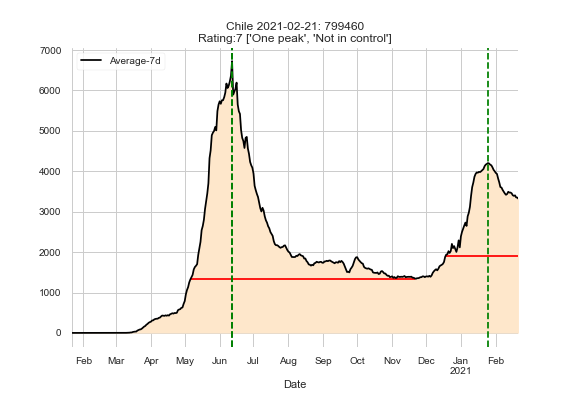 Chile 2021-02-21: 799460
Rating:7 ['One peak', 'Not in control']
Average-7d
7000
6000
5000
4000
3000
2000
1000
0
Feb Mar Apr May Jun Jul Aug Sep Oct Nov Dec Jan Feb
2021
Date